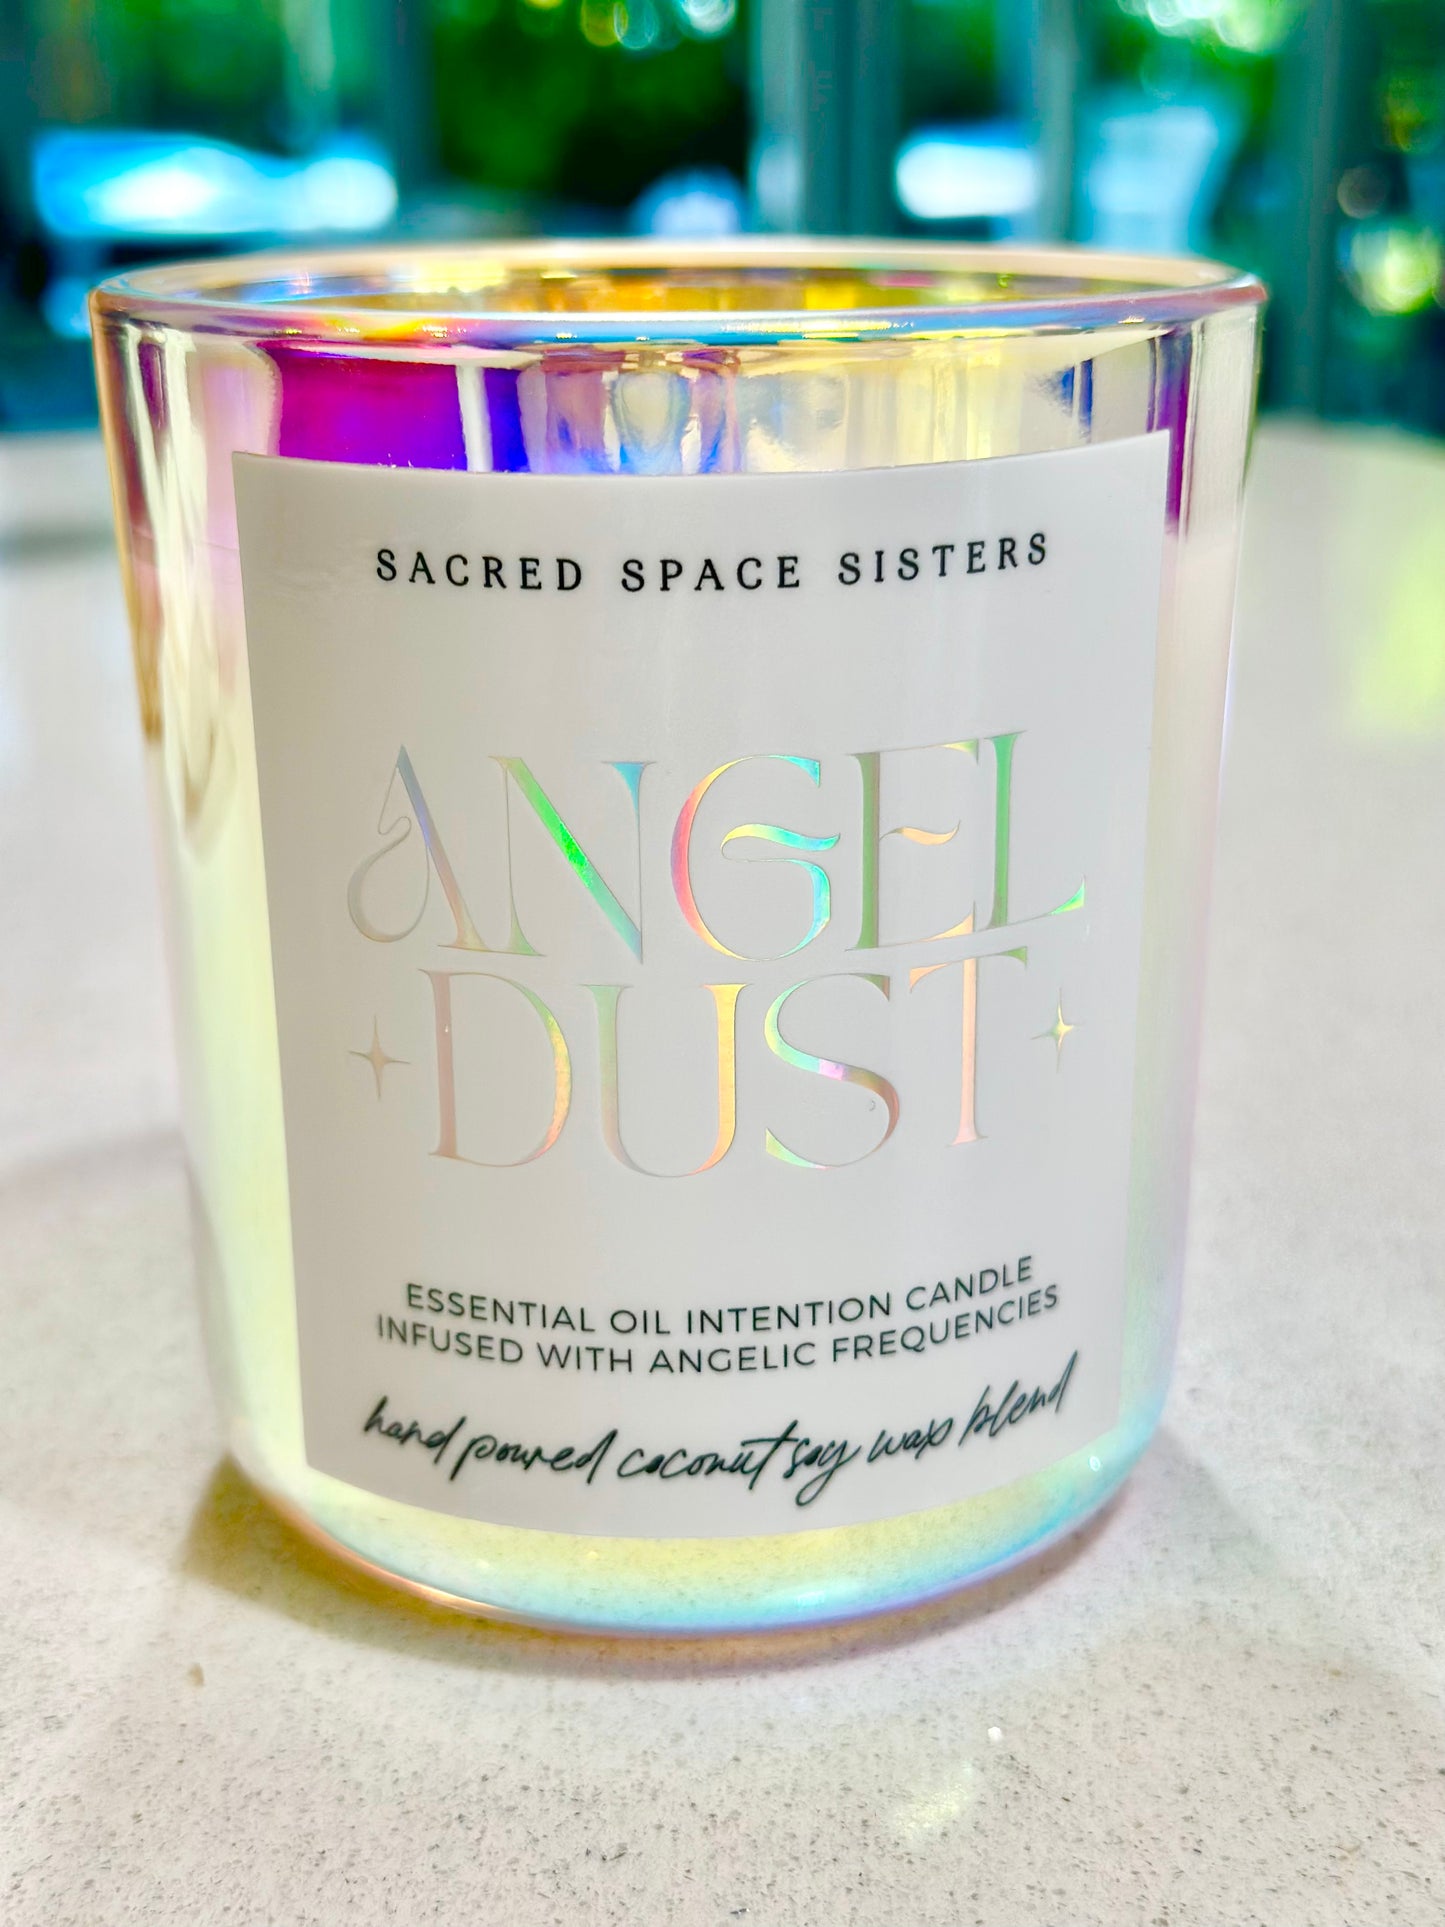 SACRED SPACE SISTERS
ANGEL
DUST
ESSENTIAL OIL INTENTION CANDLE
INFUSED WITH ANGELIC FREQUENCIES
hand poured coconut soy wax blend